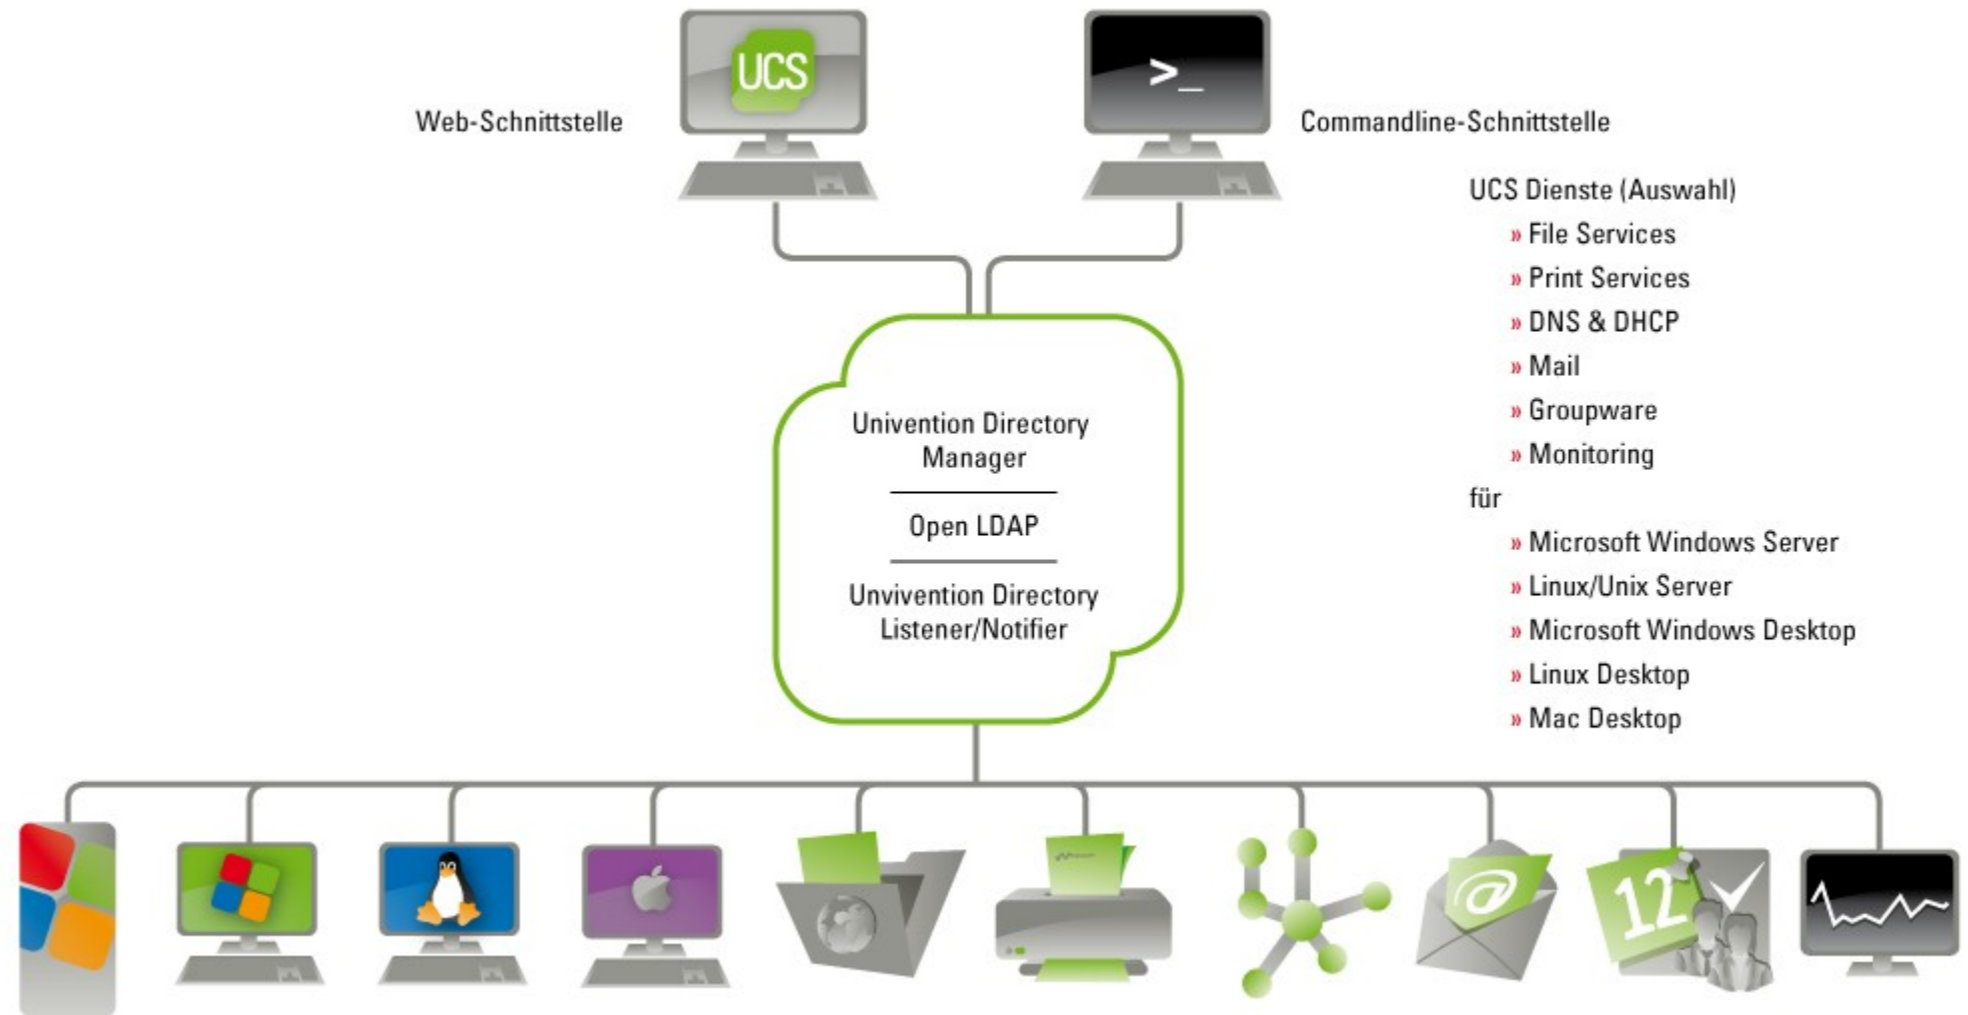 UCS
>_
Web-Schnittstelle
Commandline-Schnittstelle
UCS Dienste (Auswahl)
» File Services
» Print Services
» DNS & DHCP
» Mail
» Groupware
» Monitoring
für
» Microsoft Windows Server
» Linux/Unix Server
» Microsoft Windows Desktop
» Linux Desktop
» Mac Desktop
Univention Directory
Manager
Open LDAP
Unvivention Directory
Listener/Notifier
@
12